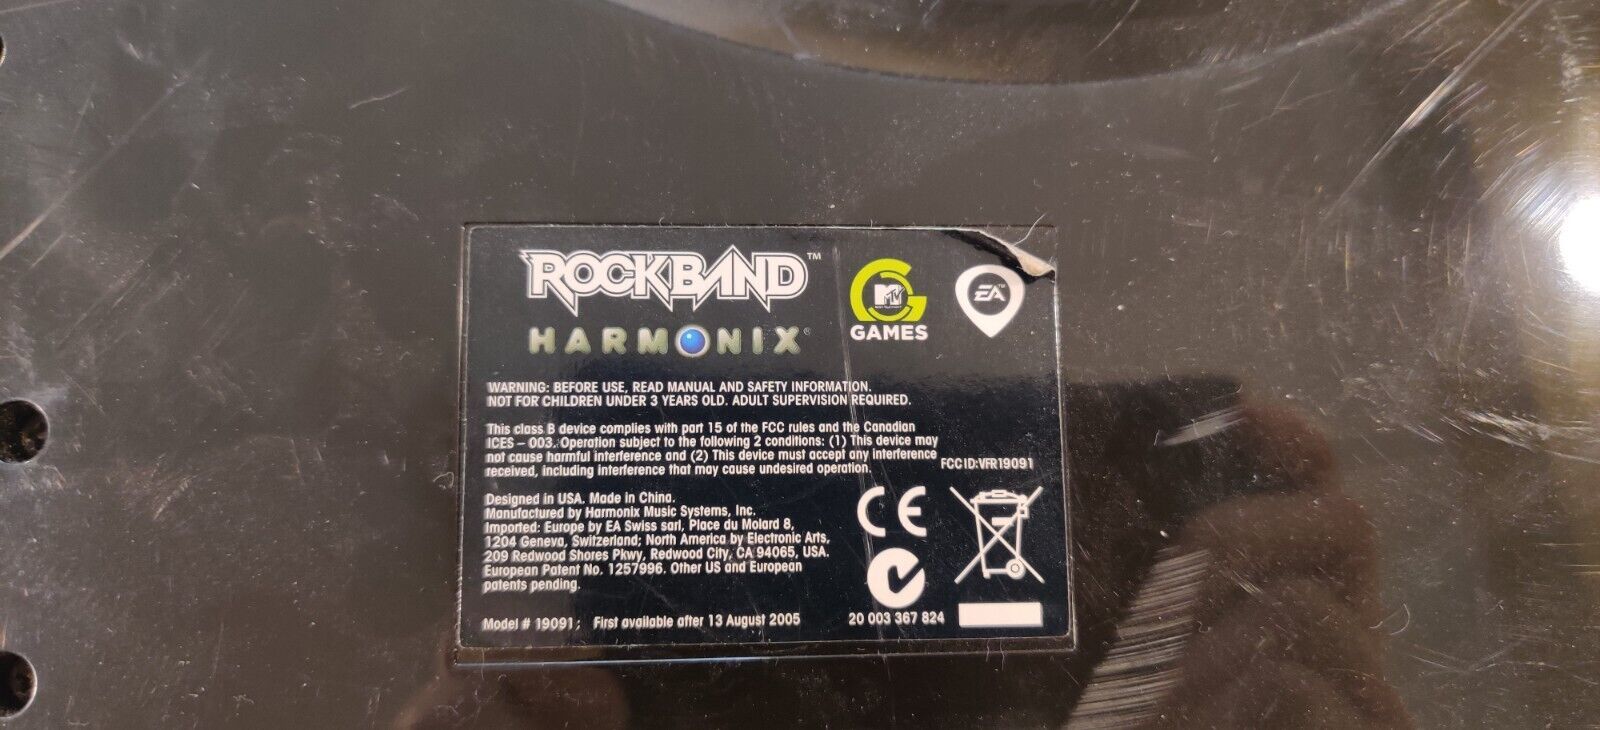 ROCKBAND™
HARMONIX®
MTV
G
GAMES
EA™
WARNING: BEFORE USE, READ MANUAL AND SAFETY INFORMATION.
NOT FOR CHILDREN UNDER 3 YEARS OLD. ADULT SUPERVISION REQUIRED.
This class B device complies with part 15 of the FCC rules and the Canadian
ICES – 003. Operation subject to the following 2 conditions: (1) This device may
not cause harmful interference and (2) This device must accept any interference
received, including interference that may cause undesired operation.
FCC ID:VFR19091
Designed in USA. Made in China.
Manufactured by Harmonix Music Systems, Inc.
Imported: Europe by EA Swiss sarl, Place du Molard 8,
1204 Geneva, Switzerland; North America by Electronic Arts,
209 Redwood Shores Pkwy, Redwood City, CA 94065, USA.
European Patent No. 1257996. Other US and European
patents pending.
CE
Model # 19091; First available after 13 August 2005
20 003 367 824